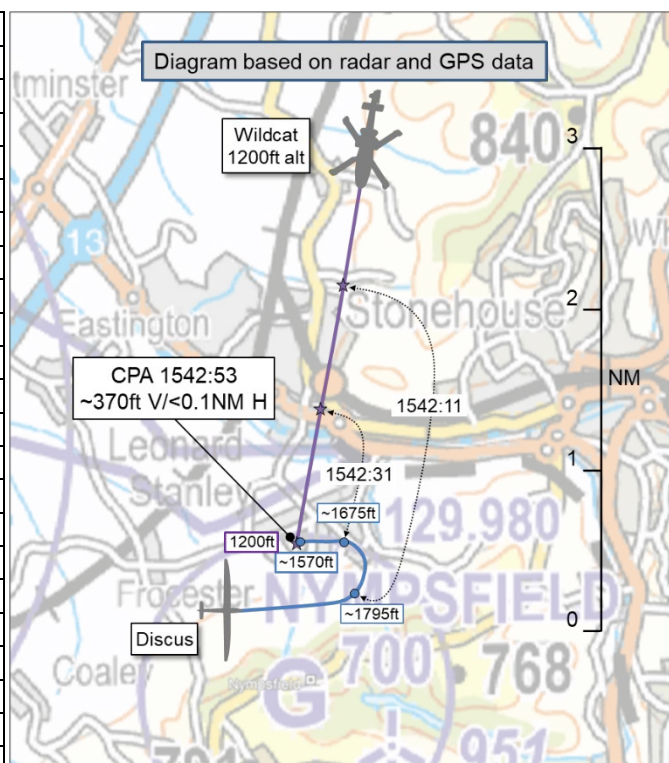 Diagram based on radar and GPS data
tminster
Wildcat
1200ft alt
840
3
13
Stonehouse
2
Eastington
NM
CPA 1542:53
~370ft V/<0.1NM H
1542:11
Leonard
Stanley
1542:31
1
~1675ft
129.980
1200ft
~1570ft
Frocester
NYMPSFIELD
~1795ft
0
Discus
Coaley
700
768
Nympsfield
G
951